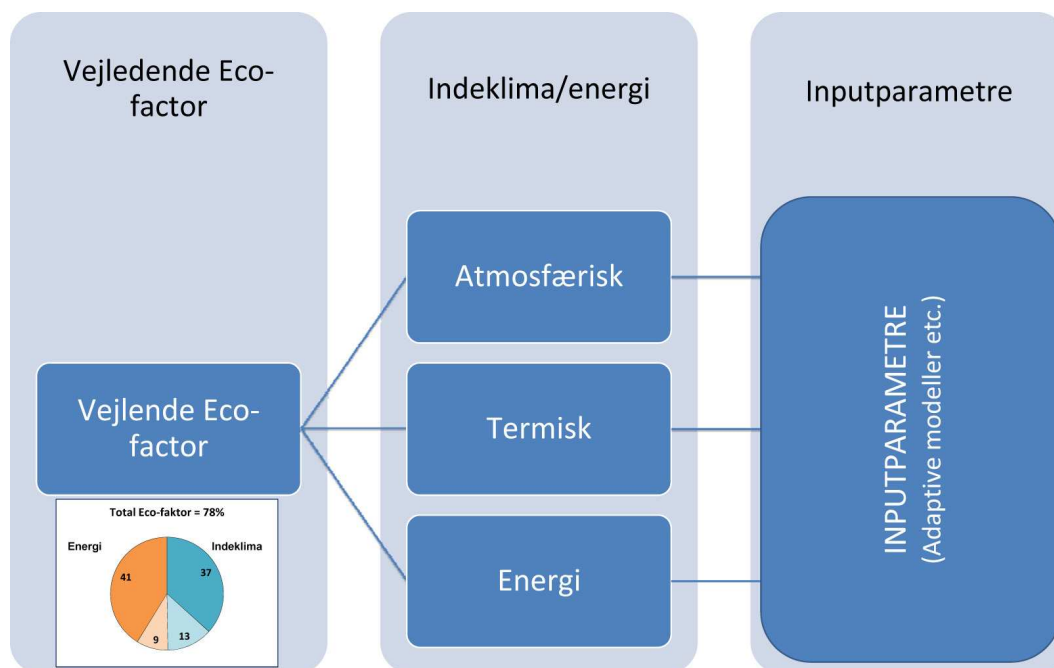 Vejledende Eco-
factor
Indeklima/energi
Inputparametre
Vejlende Eco-
factor
Total Eco-faktor = 78%
Energi
Indeklima
41
37
9
13
Atmosfærisk
Termisk
Energi
INPUTPARAMETRE
(Adaptive modeller etc.)